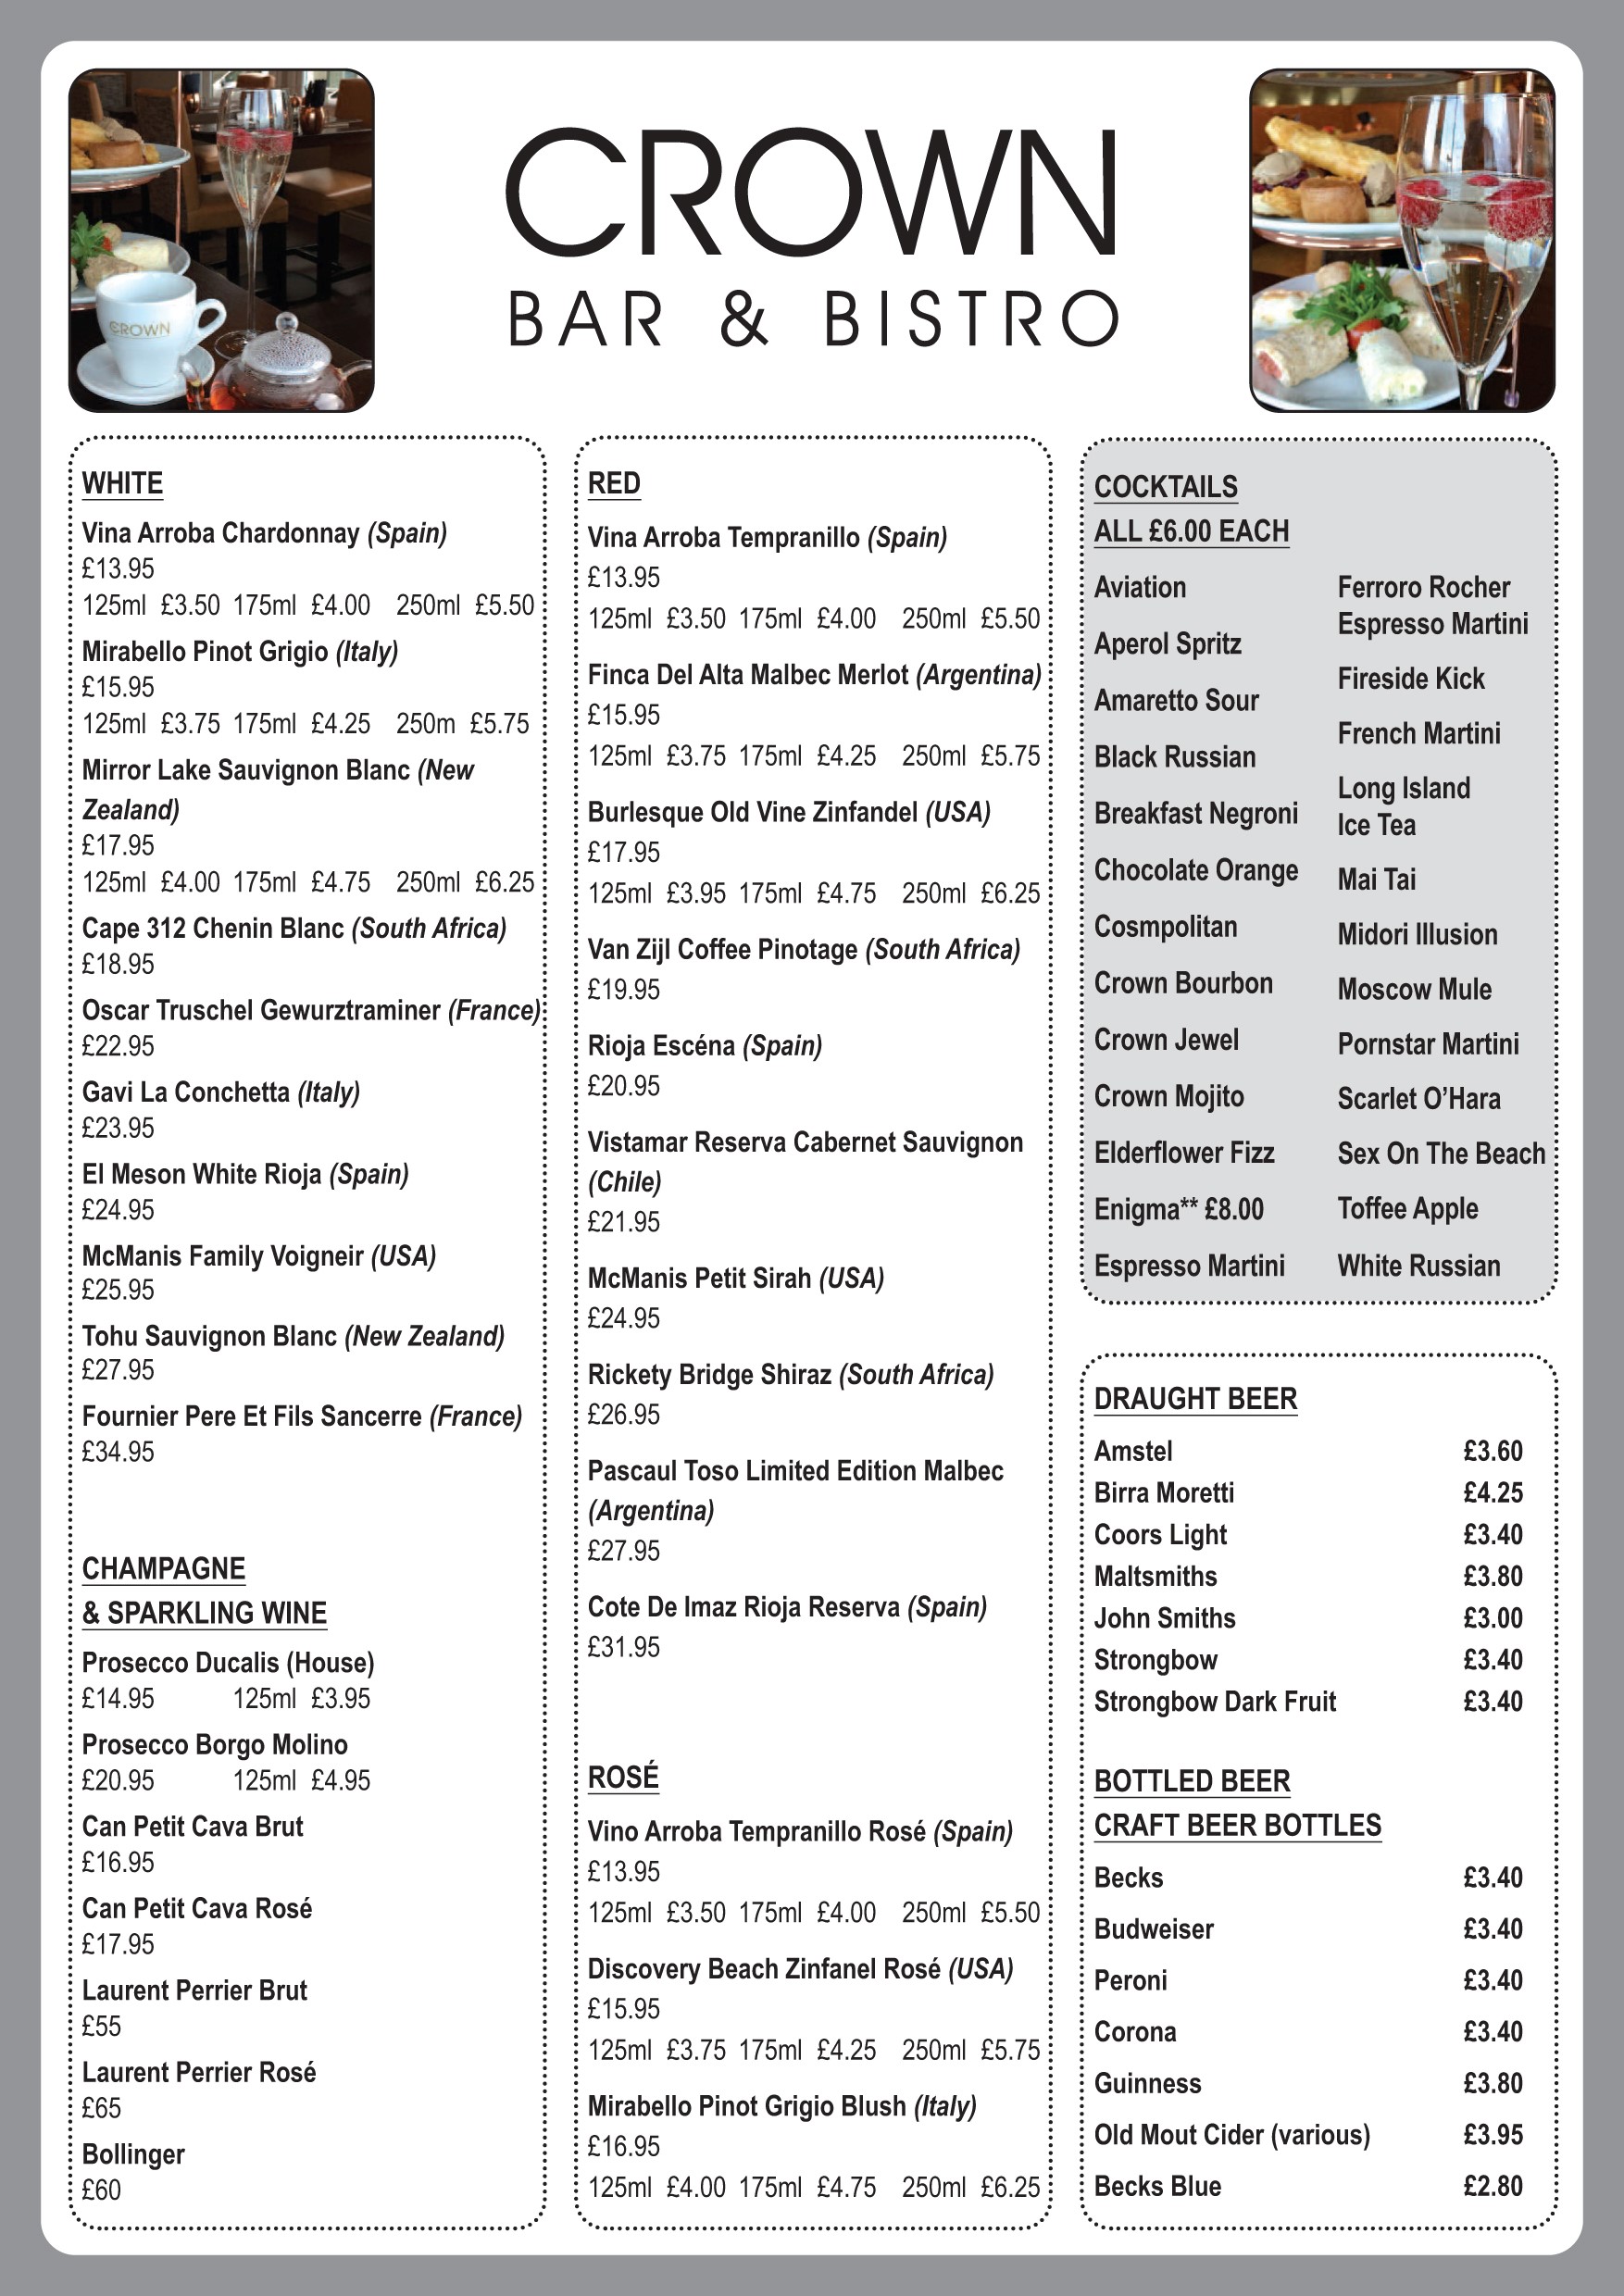 CROWN
CROWN
BAR & BISTRO
WHITE
Vina Arroba Chardonnay (Spain)
£13.95
125ml £3.50 175ml £4.00 250ml £5.50
Mirabello Pinot Grigio (Italy)
£15.95
125ml £3.75 175ml £4.25 250m £5.75
Mirror Lake Sauvignon Blanc (New
Zealand)
£17.95
125ml £4.00 175ml £4.75 250ml £6.25
Cape 312 Chenin Blanc (South Africa)
£18.95
Oscar Truschel Gewurztraminer (France)
£22.95
Gavi La Conchetta (Italy)
£23.95
El Meson White Rioja (Spain)
£24.95
McManis Family Voigneir (USA)
£25.95
Tohu Sauvignon Blanc (New Zealand)
£27.95
Fournier Pere Et Fils Sancerre (France)
£34.95
CHAMPAGNE
& SPARKLING WINE
Prosecco Ducalis (House)
£14.95 125ml £3.95
Prosecco Borgo Molino
£20.95 125ml £4.95
Can Petit Cava Brut
£16.95
Can Petit Cava Rosé
£17.95
Laurent Perrier Brut
£55
Laurent Perrier Rosé
£65
Bollinger
£60
RED
Vina Arroba Tempranillo (Spain)
£13.95
125ml £3.50 175ml £4.00 250ml £5.50
Finca Del Alta Malbec Merlot (Argentina)
£15.95
125ml £3.75 175ml £4.25 250ml £5.75
Burlesque Old Vine Zinfandel (USA)
£17.95
125ml £3.95 175ml £4.75 250ml £6.25
Van Zijl Coffee Pinotage (South Africa)
£19.95
Rioja Escéna (Spain)
£20.95
Vistamar Reserva Cabernet Sauvignon
(Chile)
£21.95
McManis Petit Sirah (USA)
£24.95
Rickety Bridge Shiraz (South Africa)
£26.95
Pascaul Toso Limited Edition Malbec
(Argentina)
£27.95
Cote De Imaz Rioja Reserva (Spain)
£31.95
ROSÉ
Vino Arroba Tempranillo Rosé (Spain)
£13.95
125ml £3.50 175ml £4.00 250ml £5.50
Discovery Beach Zinfanel Rosé (USA)
£15.95
125ml £3.75 175ml £4.25 250ml £5.75
Mirabello Pinot Grigio Blush (Italy)
£16.95
125ml £4.00 175ml £4.75 250ml £6.25
COCKTAILS
ALL £6.00 EACH
Aviation
Aperol Spritz
Amaretto Sour
Black Russian
Breakfast Negroni
Chocolate Orange
Cosmpolitan
Crown Bourbon
Crown Jewel
Crown Mojito
Elderflower Fizz
Enigma** £8.00
Espresso Martini
Ferroro Rocher
Espresso Martini
Fireside Kick
French Martini
Long Island
Ice Tea
Mai Tai
Midori Illusion
Moscow Mule
Pornstar Martini
Scarlet O’Hara
Sex On The Beach
Toffee Apple
White Russian
DRAUGHT BEER
Amstel £3.60
Birra Moretti £4.25
Coors Light £3.40
Maltsmiths £3.80
John Smiths £3.00
Strongbow £3.40
Strongbow Dark Fruit £3.40
BOTTLED BEER
CRAFT BEER BOTTLES
Becks £3.40
Budweiser £3.40
Peroni £3.40
Corona £3.40
Guinness £3.80
Old Mout Cider (various) £3.95
Becks Blue £2.80